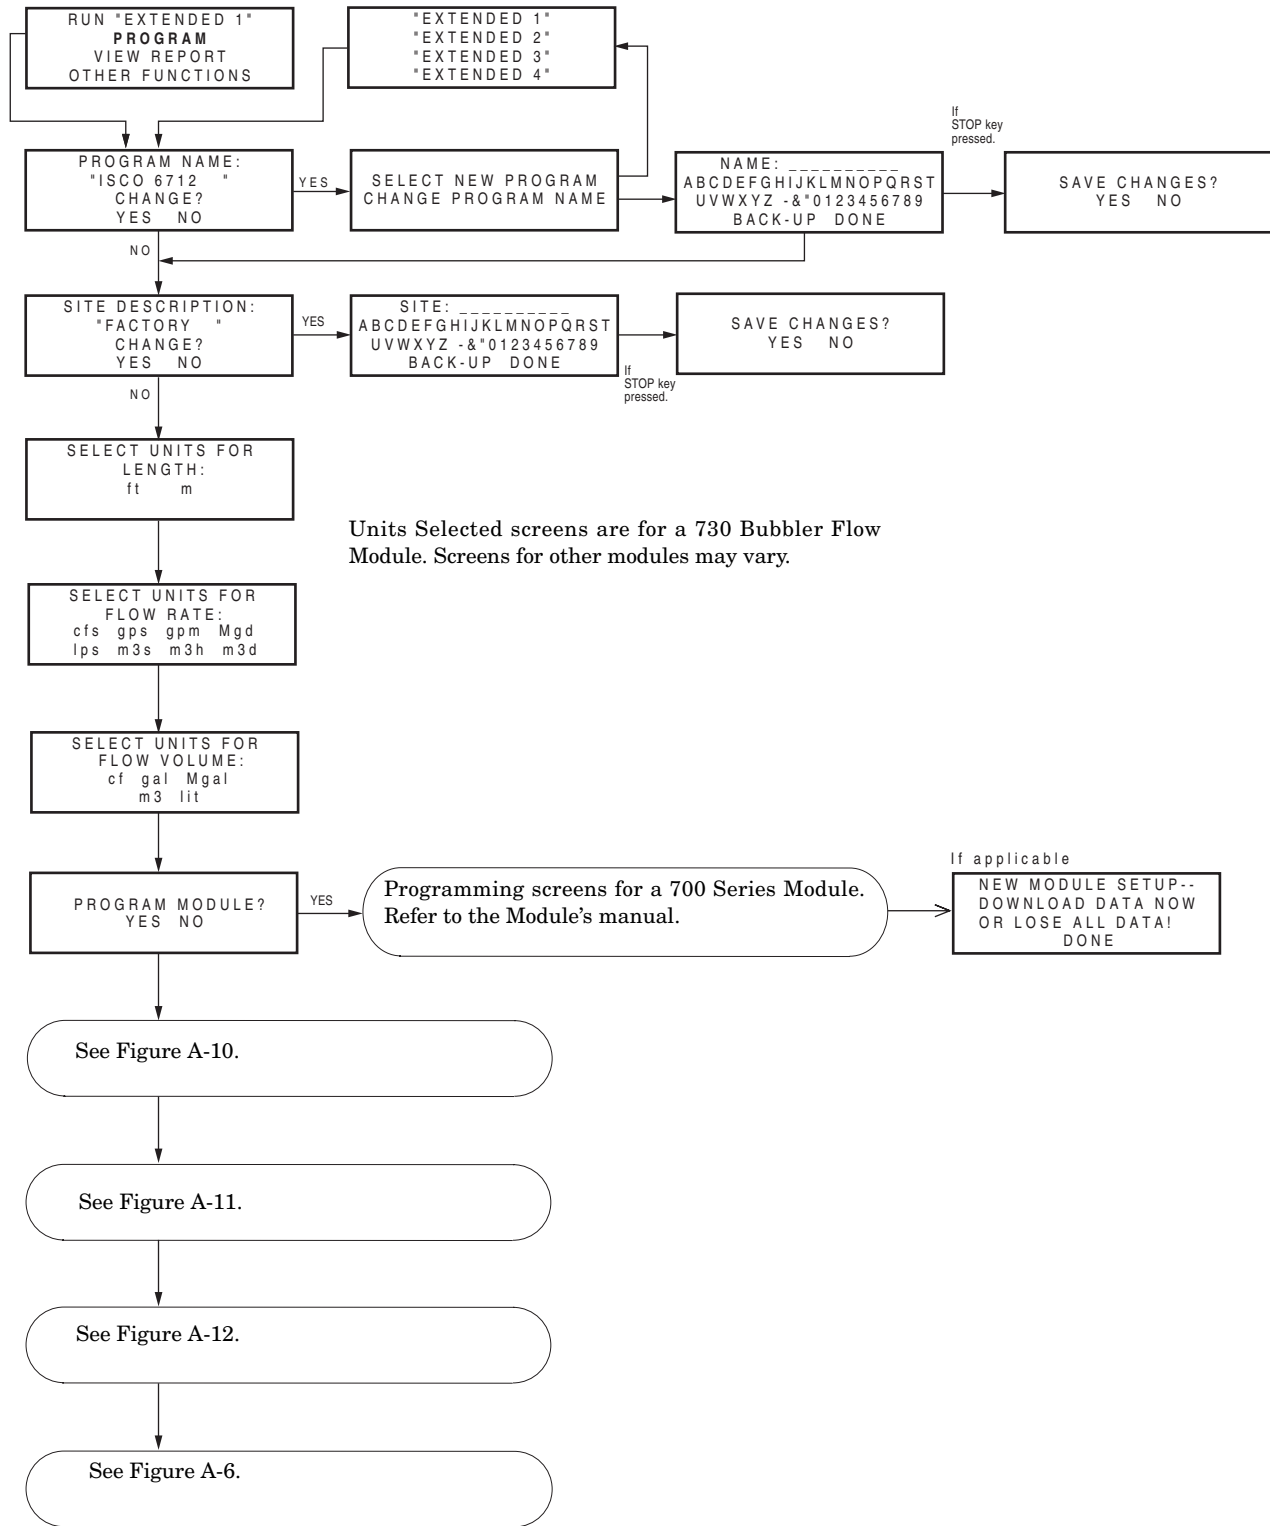 RUN "EXTENDED 1"
PROGRAM
VIEW REPORT
OTHER FUNCTIONS
"EXTENDED 1"
"EXTENDED 2"
"EXTENDED 3"
"EXTENDED 4"
PROGRAM NAME:
"ISCO 6712    "
CHANGE?
YES NO
YES
SELECT NEW PROGRAM
CHANGE PROGRAM NAME
NAME: _ _ _ _ _ _ _ _ _ _
ABCDEFGHIJKLMNOPQRST
UVWXYZ -&"0123456789
BACK-UP DONE
If
STOP key
pressed.
SAVE CHANGES?
YES NO
NO
SITE DESCRIPTION:
"FACTORY    "
CHANGE?
YES NO
YES
SITE: _ _ _ _ _ _ _ _ _ _
ABCDEFGHIJKLMNOPQRST
UVWXYZ -&"0123456789
BACK-UP DONE
If
STOP key
pressed.
SAVE CHANGES?
YES NO
NO
SELECT UNITS FOR
LENGTH:
ft m
Units Selected screens are for a 730 Bubbler Flow
Module. Screens for other modules may vary.
SELECT UNITS FOR
FLOW RATE:
cfs gps gpm Mgd
lps m3s m3h m3d
SELECT UNITS FOR
FLOW VOLUME:
cf gal Mgal
m3 lit
PROGRAM MODULE?
YES NO
YES
Programming screens for a 700 Series Module.
Refer to the Module's manual.
If applicable
NEW MODULE SETUP--
DOWNLOAD DATA NOW
OR LOSE ALL DATA!
DONE
See Figure A-10.
See Figure A-11.
See Figure A-12.
See Figure A-6.